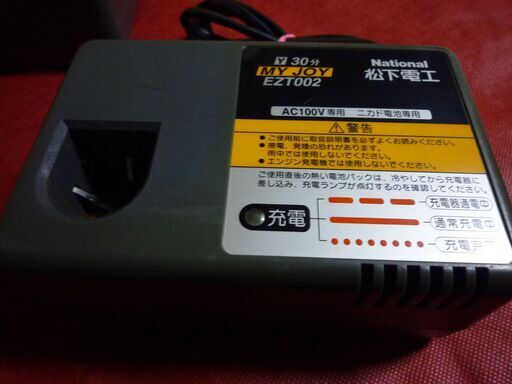 Y 30分
MY JOY
EZT002
National
松下電工
AC100V専用 ニカド電池専用
⚠警告
●ご使用前に取扱説明書を必ずよくお読みください。
●感電、発煙の恐れがあります。
雨中では使用しないでください。
●エンジン発電機では使用しないでください。
●ご使用直後の熱い電池パックは、冷やしてから充電器に
差し込み、充電ランプが点灯するのを確認してください。
充電
充電器通電中
通常充電中
充電完了